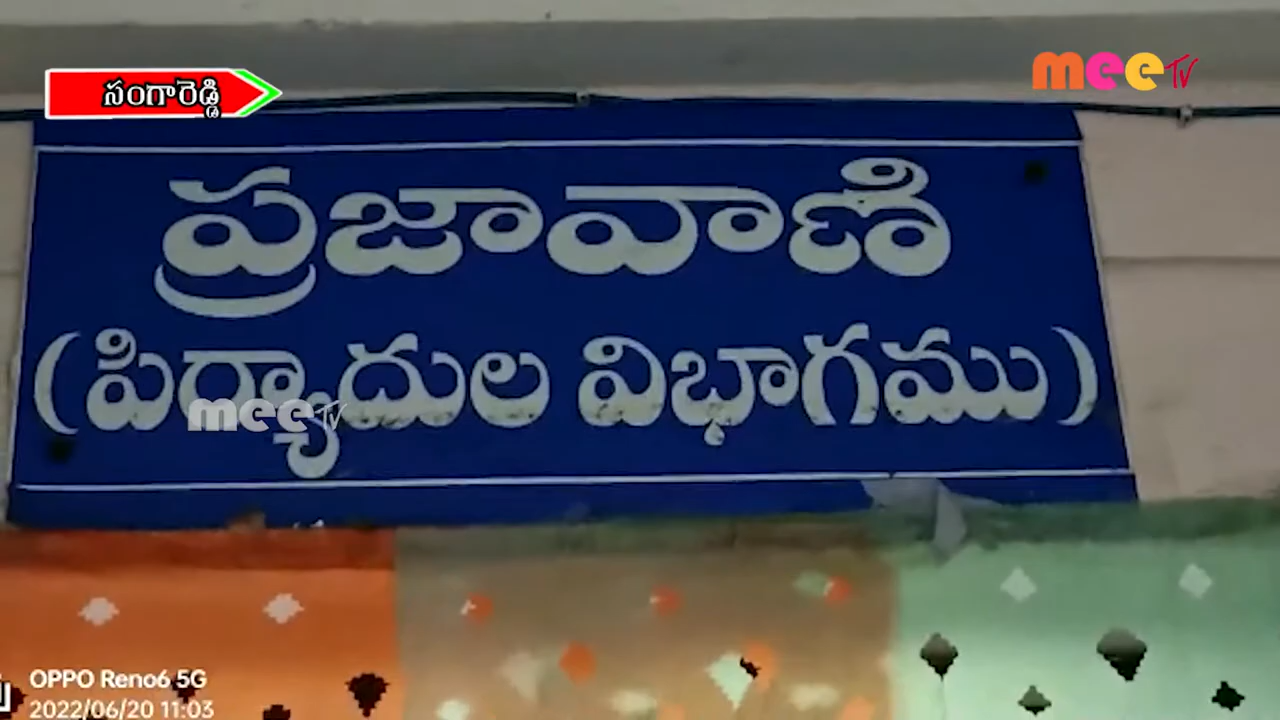 సంగారెడ్డి
mee TV
ప్రజావాణి
(పిర్యాదుల విభాగము)
mee TV
OPPO Reno6 5G
2022/06/20 11:03